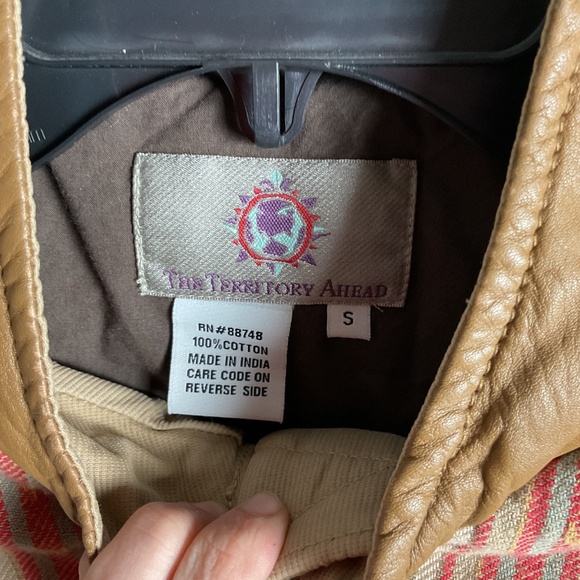 THE TERRITORY AHEAD
S
RN#88748
100%COTTON
MADE IN INDIA
CARE CODE ON
REVERSE SIDE